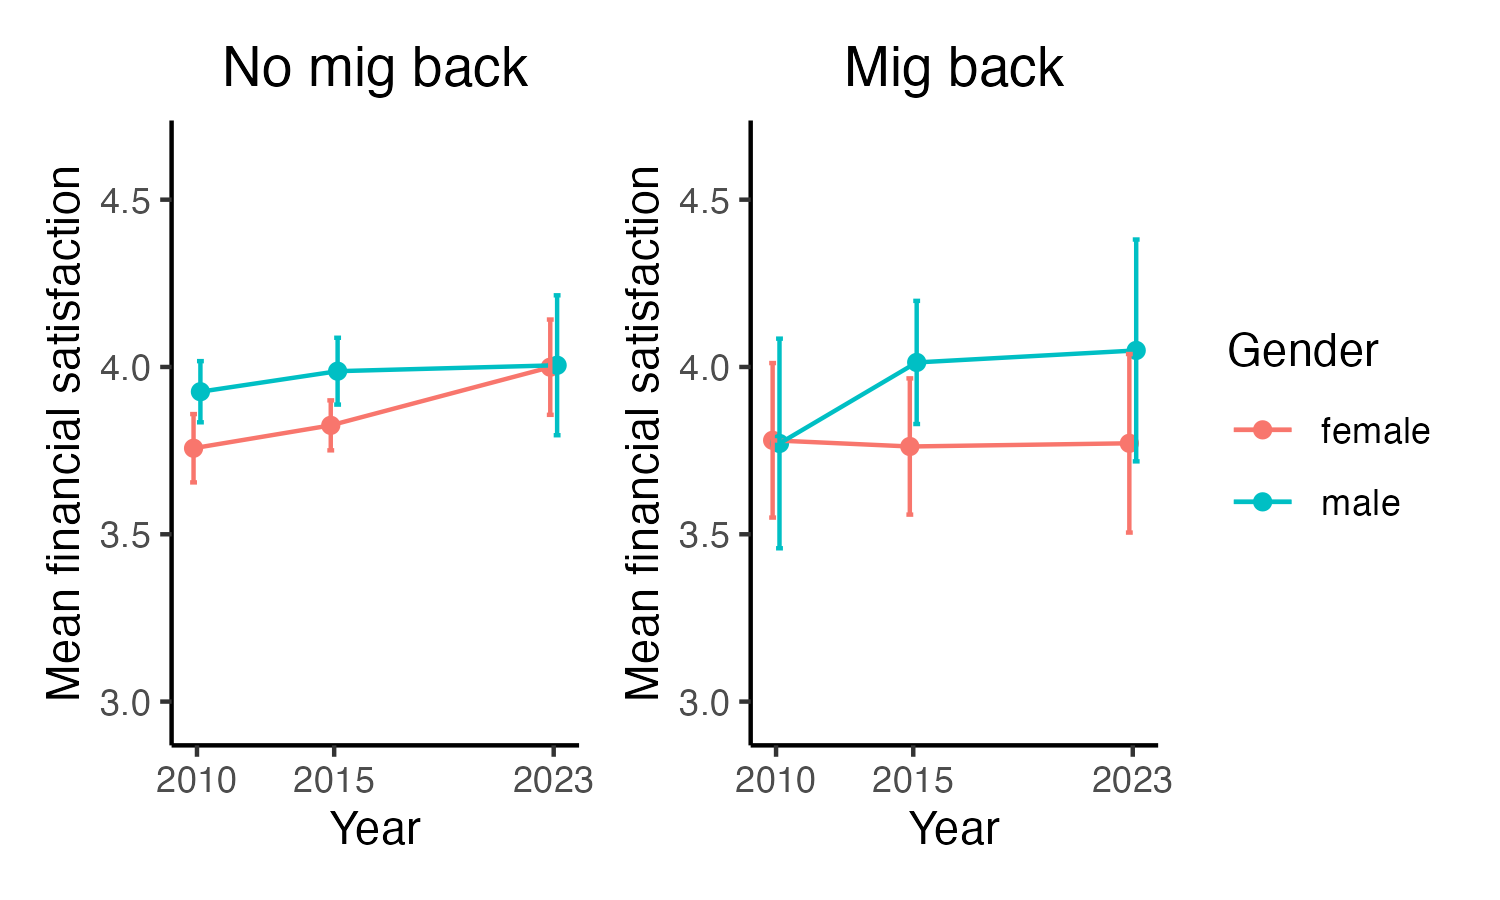 No mig back
Mean financial satisfaction
4.5
4.0
3.5
3.0
2010 2015 2023
Year
Mig back
Mean financial satisfaction
4.5
4.0
3.5
3.0
2010 2015 2023
Year
Gender
female
male